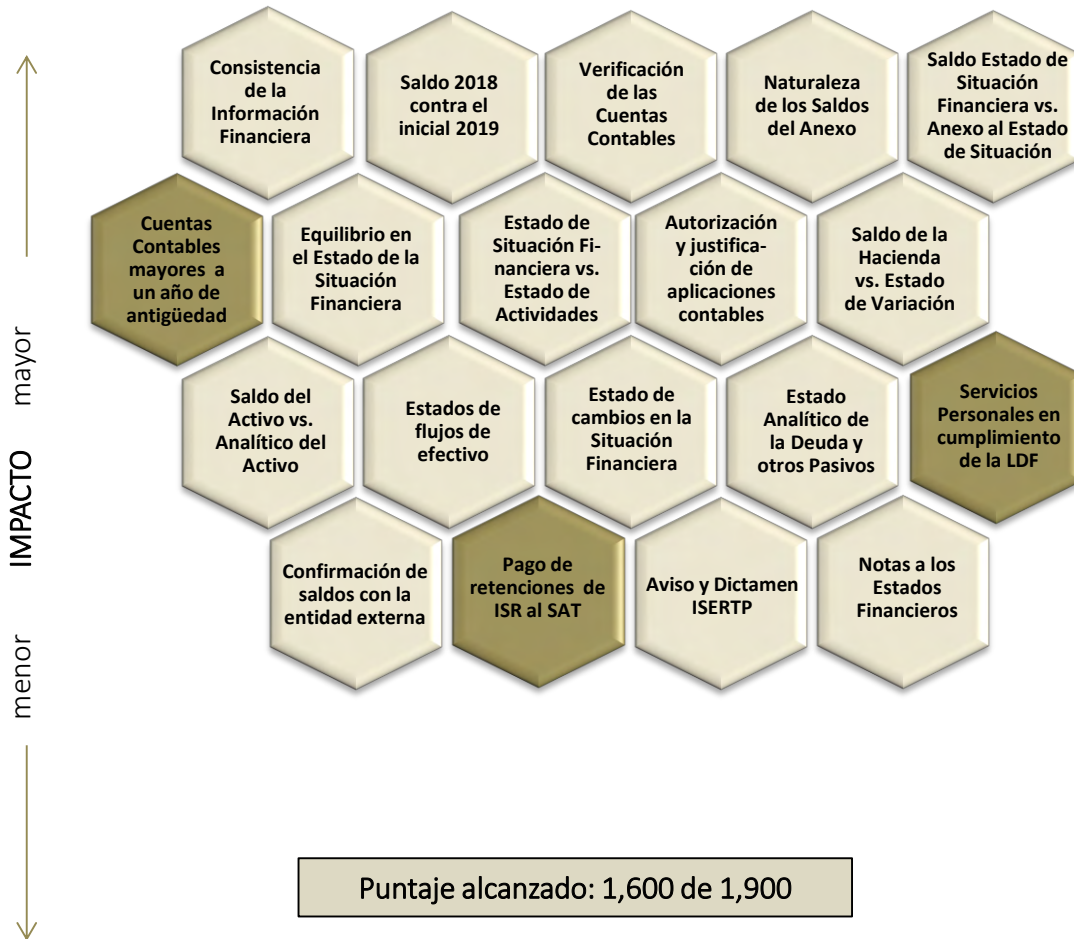 Consistencia
de la
Información
Financiera
Saldo 2018
contra el
inicial 2019
Verificación
de las
Cuentas
Contables
Naturaleza
de los Saldos
del Anexo
Saldo Estado de
Situación
Financiera vs.
Anexo al Estado
de Situación
Cuentas
Contables
mayores a
un año de
antigüedad
Equilibrio en
el Estado de la
Situación
Financiera
Estado de
Situación Fi-
nanciera vs.
Estado de
Actividades
Autorización
y justifica-
ción de
aplicaciones
contables
Saldo de la
Hacienda
vs. Estado
de Variación
Saldo del
Activo vs.
Analítico del
Activo
Estados de
flujos de
efectivo
Estado de
cambios en la
Situación
Financiera
Estado
Analítico de
la Deuda y
otros Pasivos
Servicios
Personales en
cumplimiento
de la LDF
Confirmación de
saldos con la
entidad externa
Pago de
retenciones de
ISR al SAT
Aviso y Dictamen
ISERTP
Notas a los
Estados
Financieros
menor IMPACTO mayor
Puntaje alcanzado: 1,600 de 1,900